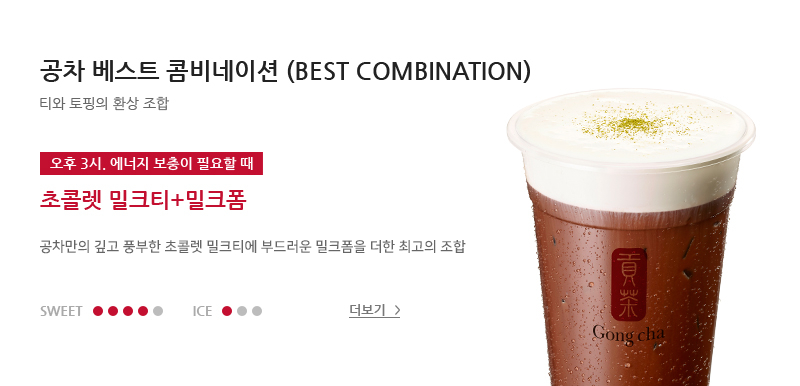 공차 베스트 콤비네이션 (BEST COMBINATION)
티와 토핑의 환상 조합
오후 3시. 에너지 보충이 필요할 때
초콜렛 밀크티+밀크폼
공차만의 깊고 풍부한 초콜렛 밀크티에 부드러운 밀크폼을 더한 최고의 조합
SWEET ICE 더보기 >
貢茶
Gong cha